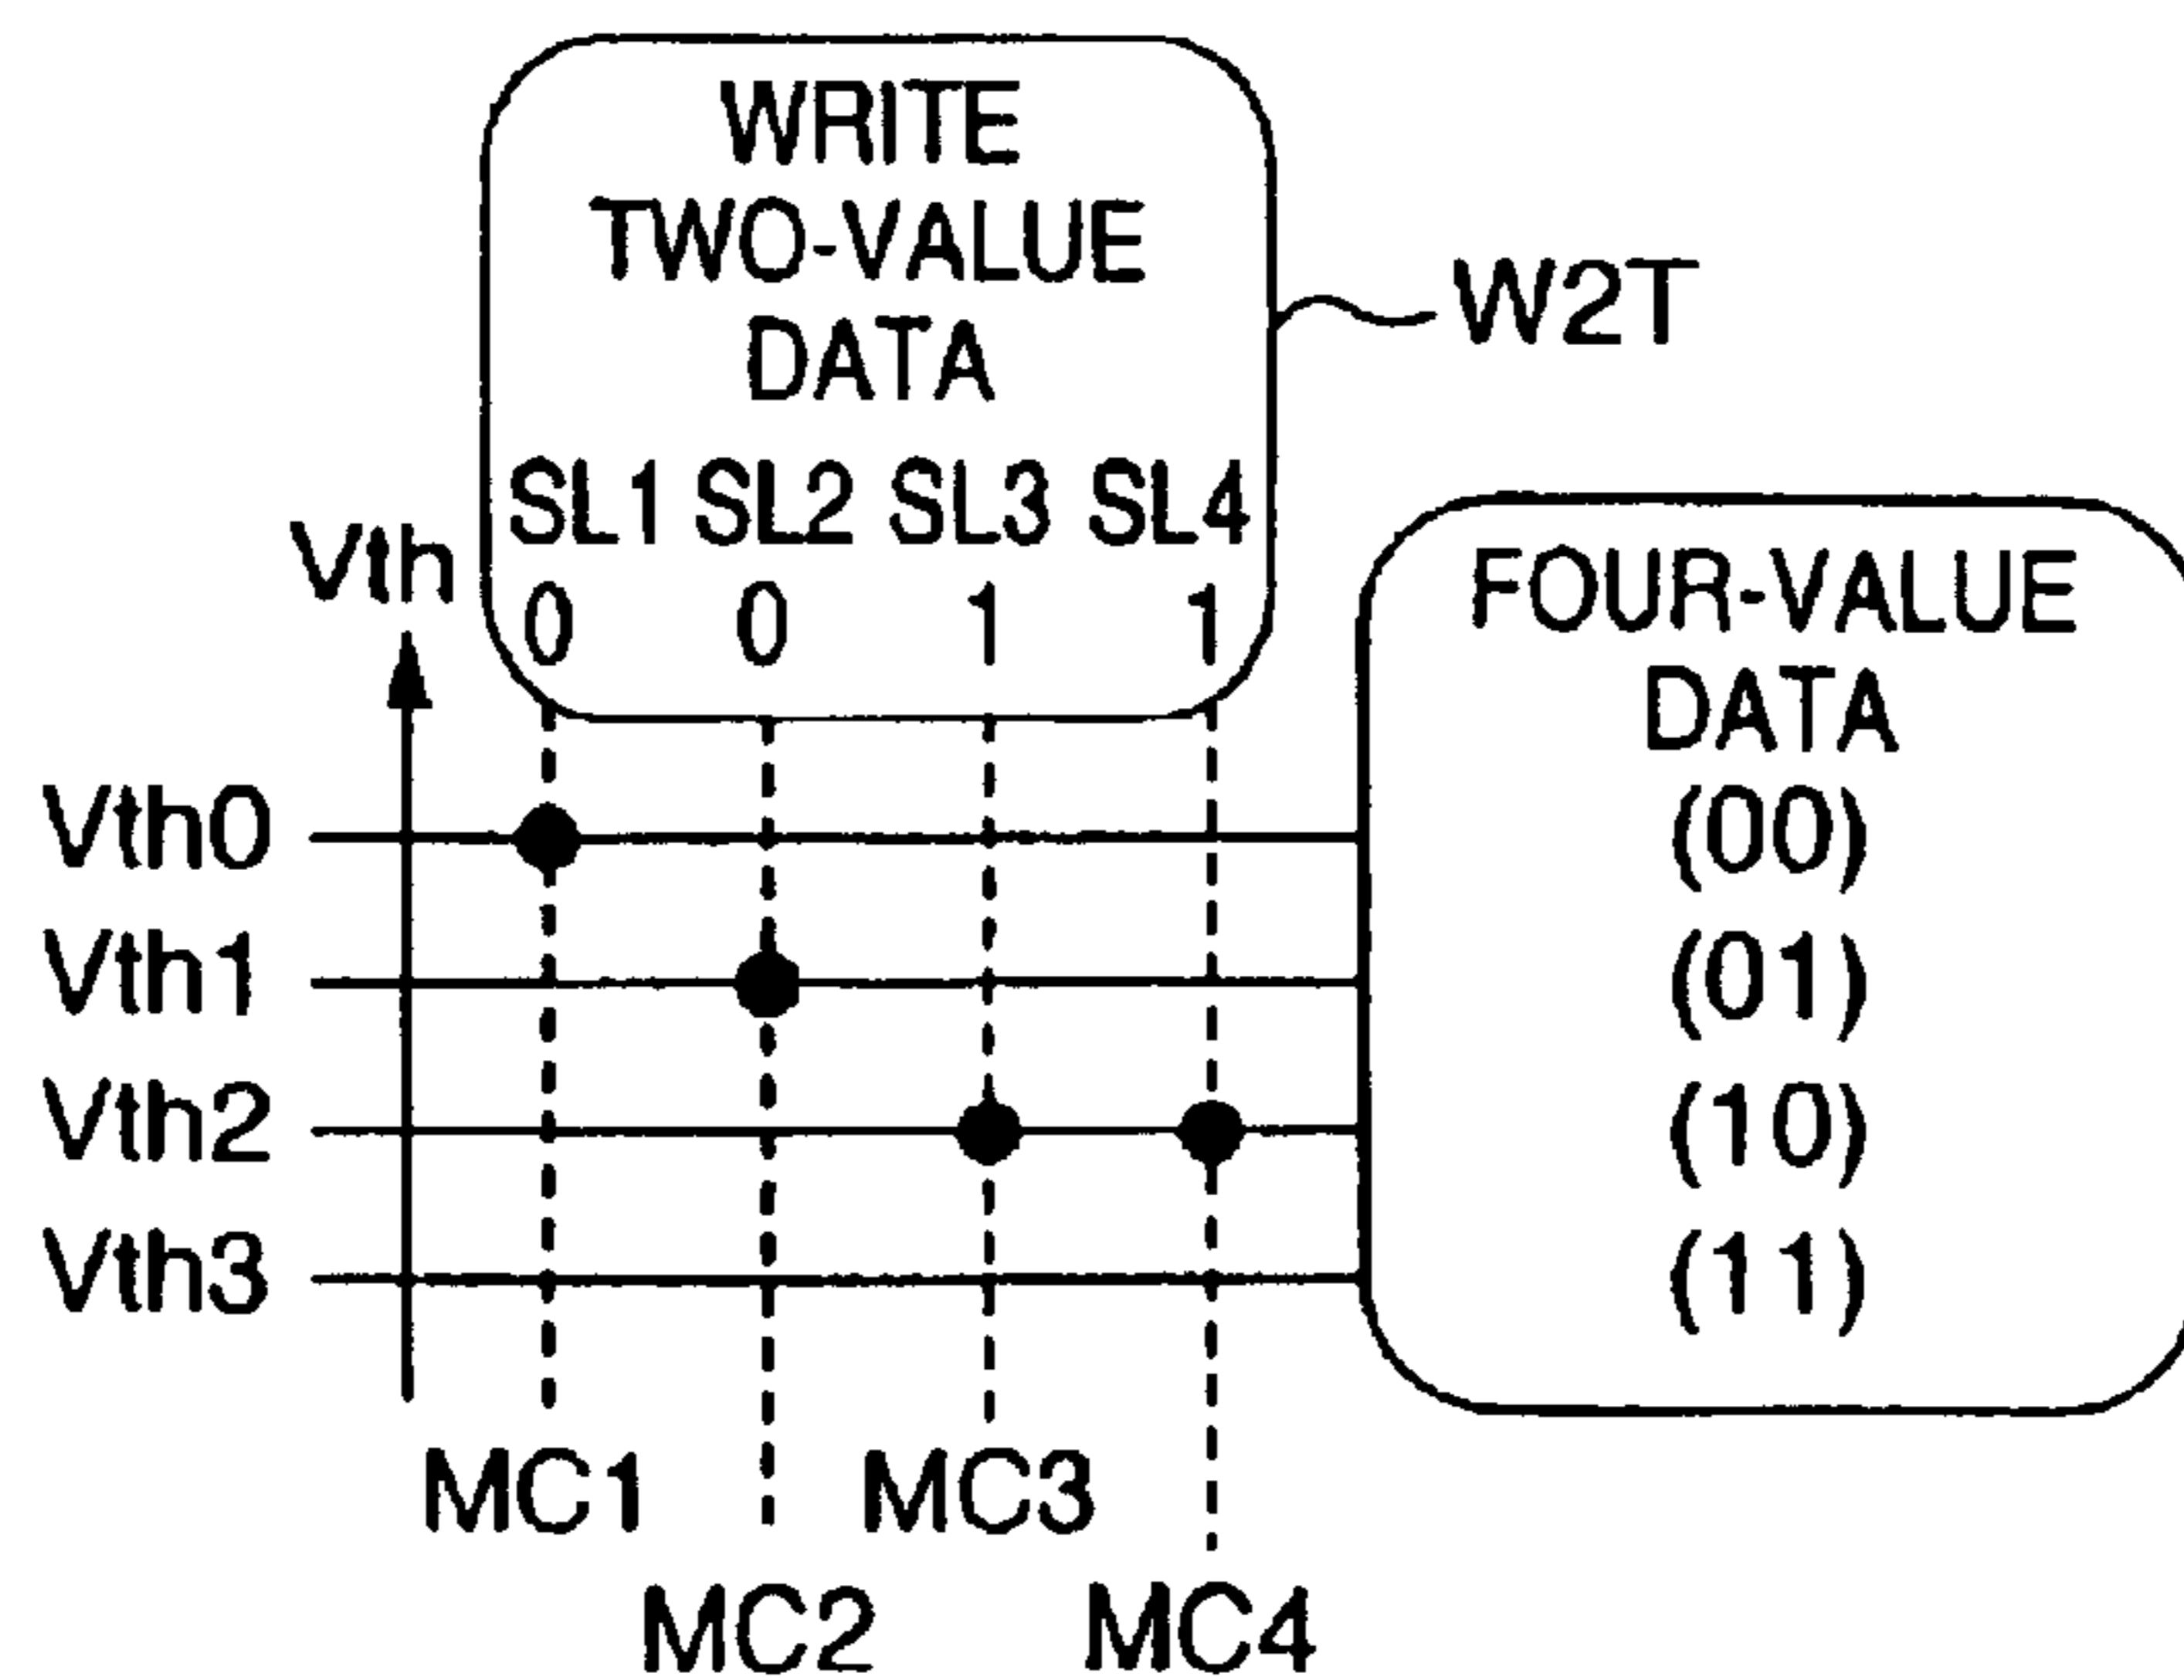 WRITE
TWO-VALUE
DATA
W2T
SL1 SL2 SL3 SL4
0 0 1 1
Vth
FOUR-VALUE
DATA
Vth0 (00)
Vth1 (01)
Vth2 (10)
Vth3 (11)
MC1 MC3
MC2 MC4